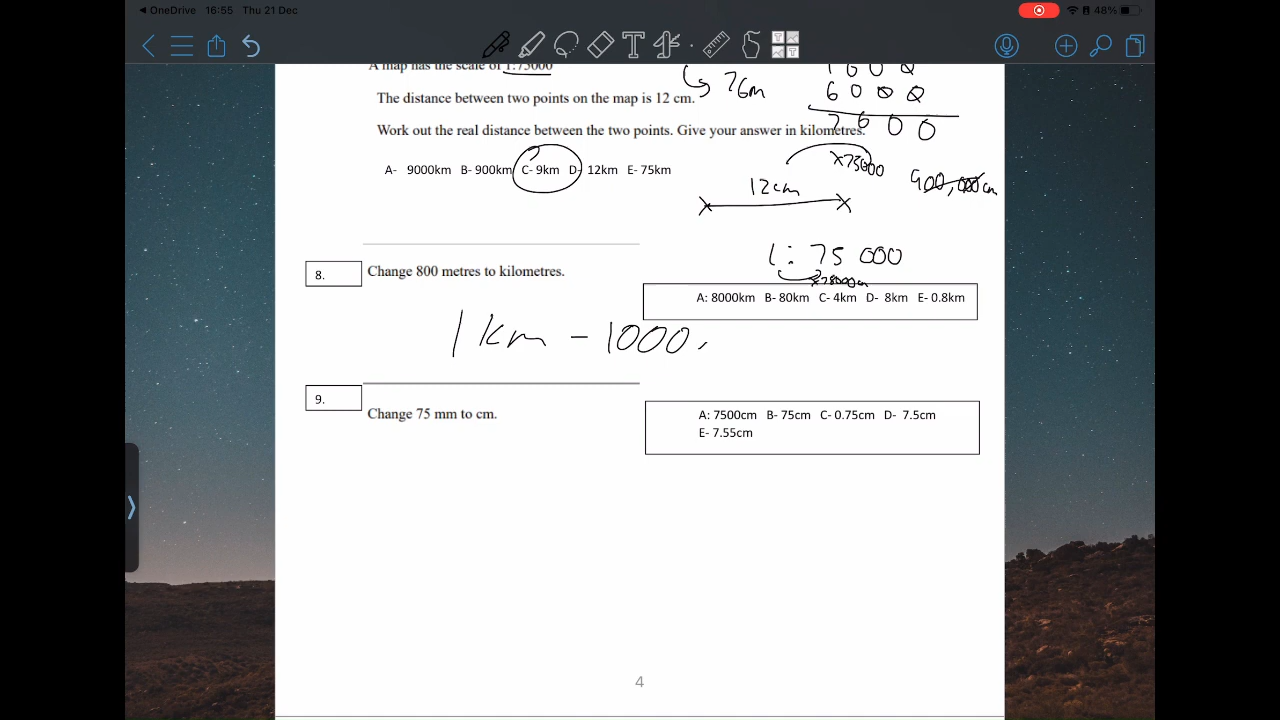 OneDrive 16:55 Thu 21 Dec 48%
A map has the scale of 1:75000
The distance between two points on the map is 12 cm.
Work out the real distance between the two points. Give your answer in kilometres.
A- 9000km B- 900km C- 9km D- 12km E- 75km
6000
7600
x75000
12cm
900,000cm
1: 75 000
8.
Change 800 metres to kilometres.
A: 8000km B- 80km C- 4km D- 8km E- 0.8km
1km - 1000
9.
Change 75 mm to cm.
A: 7500cm B- 75cm C- 0.75cm D- 7.5cm
E- 7.55cm
4